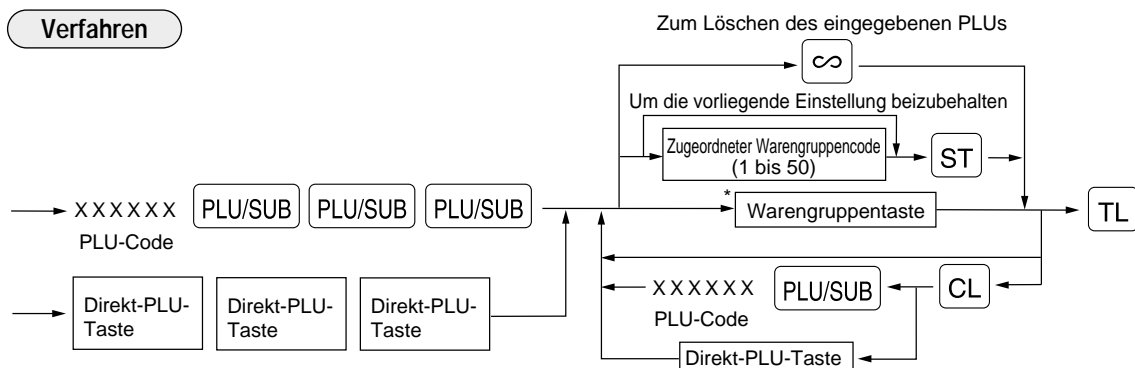 Verfahren
Zum Löschen des eingegebenen PLUs
∽
Um die vorliegende Einstellung beizubehalten
Zugeordneter Warengruppencode
(1 bis 50)
ST
XXXXXX PLU/SUB PLU/SUB PLU/SUB
PLU-Code
* Warengruppentaste
TL
Direkt-PLU-
Taste
Direkt-PLU-
Taste
Direkt-PLU-
Taste
XXXXXX PLU/SUB CL
PLU-Code
Direkt-PLU-Taste